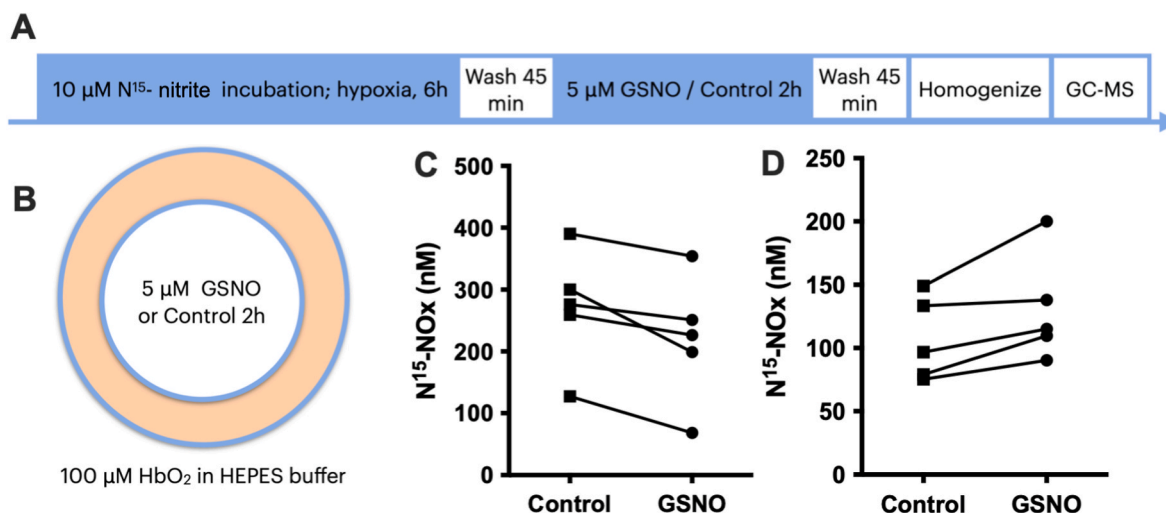 A
10 µM N¹⁵- nitrite incubation; hypoxia, 6h
Wash 45
min
5 µM GSNO / Control 2h
Wash 45
min
Homogenize
GC-MS
B
5 µM GSNO
or Control 2h
100 µM HbO₂ in HEPES buffer
C
N¹⁵-NOx (nM)
500
400
300
200
100
0
Control
GSNO
D
N¹⁵-NOx (nM)
250
200
150
100
50
0
Control
GSNO